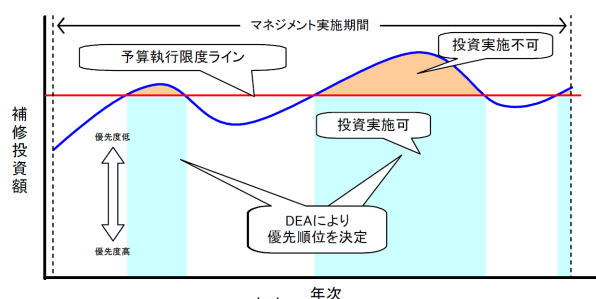 マネジメント実施期間
予算執行限度ライン
投資実施不可
補修投資額
優先度低
投資実施可
DEAにより
優先順位を決定
優先度高
年次